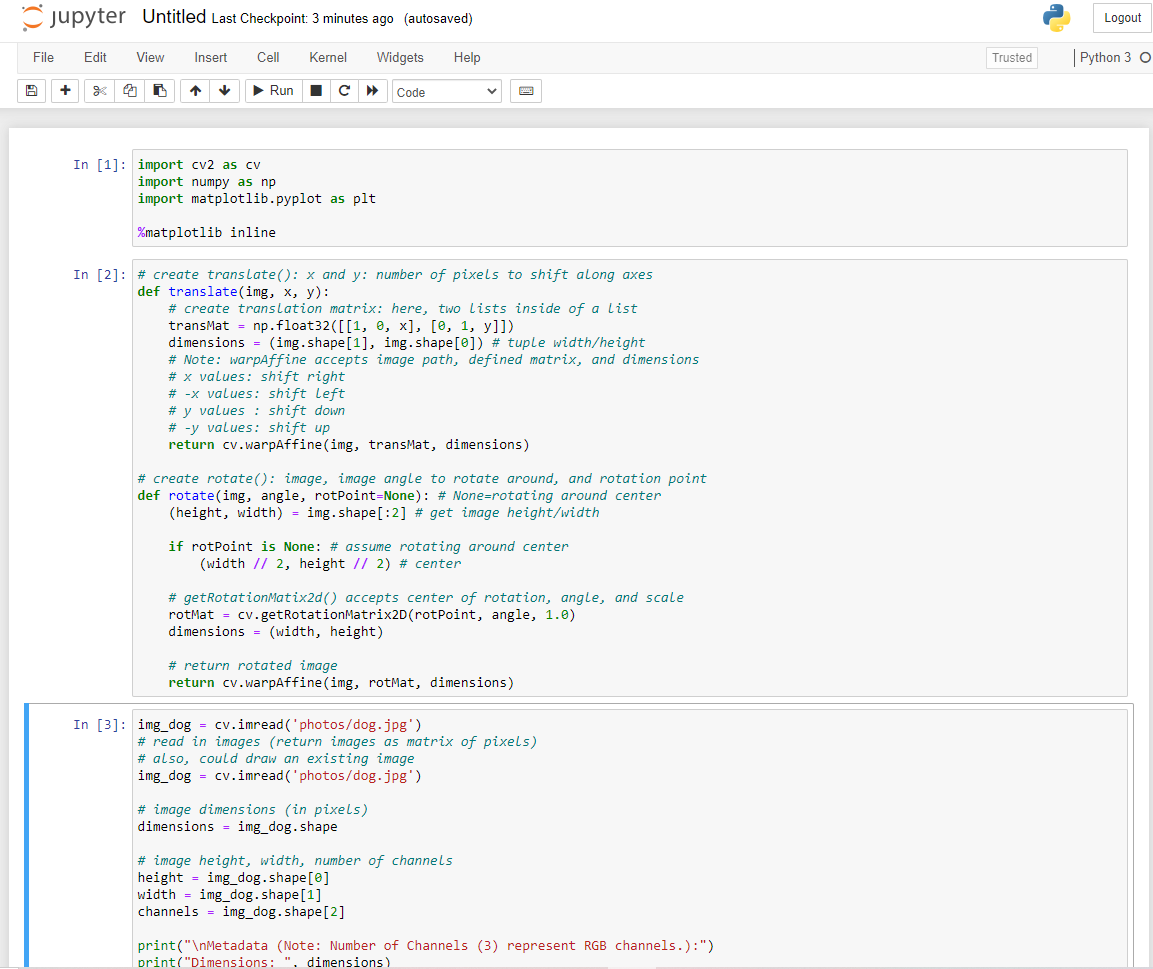 jupyter Untitled Last Checkpoint: 3 minutes ago (autosaved) Logout
File Edit View Insert Cell Kernel Widgets Help Trusted Python 3
Run Code
In [1]: import cv2 as cv
import numpy as np
import matplotlib.pyplot as plt
%matplotlib inline
In [2]: # create translate(): x and y: number of pixels to shift along axes
def translate(img, x, y):
# create translation matrix: here, two lists inside of a list
transMat = np.float32([[1, 0, x], [0, 1, y]])
dimensions = (img.shape[1], img.shape[0]) # tuple width/height
# Note: warpAffine accepts image path, defined matrix, and dimensions
# x values: shift right
# -x values: shift left
# y values : shift down
# -y values: shift up
return cv.warpAffine(img, transMat, dimensions)
# create rotate(): image, image angle to rotate around, and rotation point
def rotate(img, angle, rotPoint=None): # None=rotating around center
(height, width) = img.shape[:2] # get image height/width
if rotPoint is None: # assume rotating around center
(width // 2, height // 2) # center
# getRotationMatix2d() accepts center of rotation, angle, and scale
rotMat = cv.getRotationMatrix2D(rotPoint, angle, 1.0)
dimensions = (width, height)
# return rotated image
return cv.warpAffine(img, rotMat, dimensions)
In [3]: img_dog = cv.imread('photos/dog.jpg')
# read in images (return images as matrix of pixels)
# also, could draw an existing image
img_dog = cv.imread('photos/dog.jpg')
# image dimensions (in pixels)
dimensions = img_dog.shape
# image height, width, number of channels
height = img_dog.shape[0]
width = img_dog.shape[1]
channels = img_dog.shape[2]
print("\nMetadata (Note: Number of Channels (3) represent RGB channels.):")
print("Dimensions: ", dimensions)